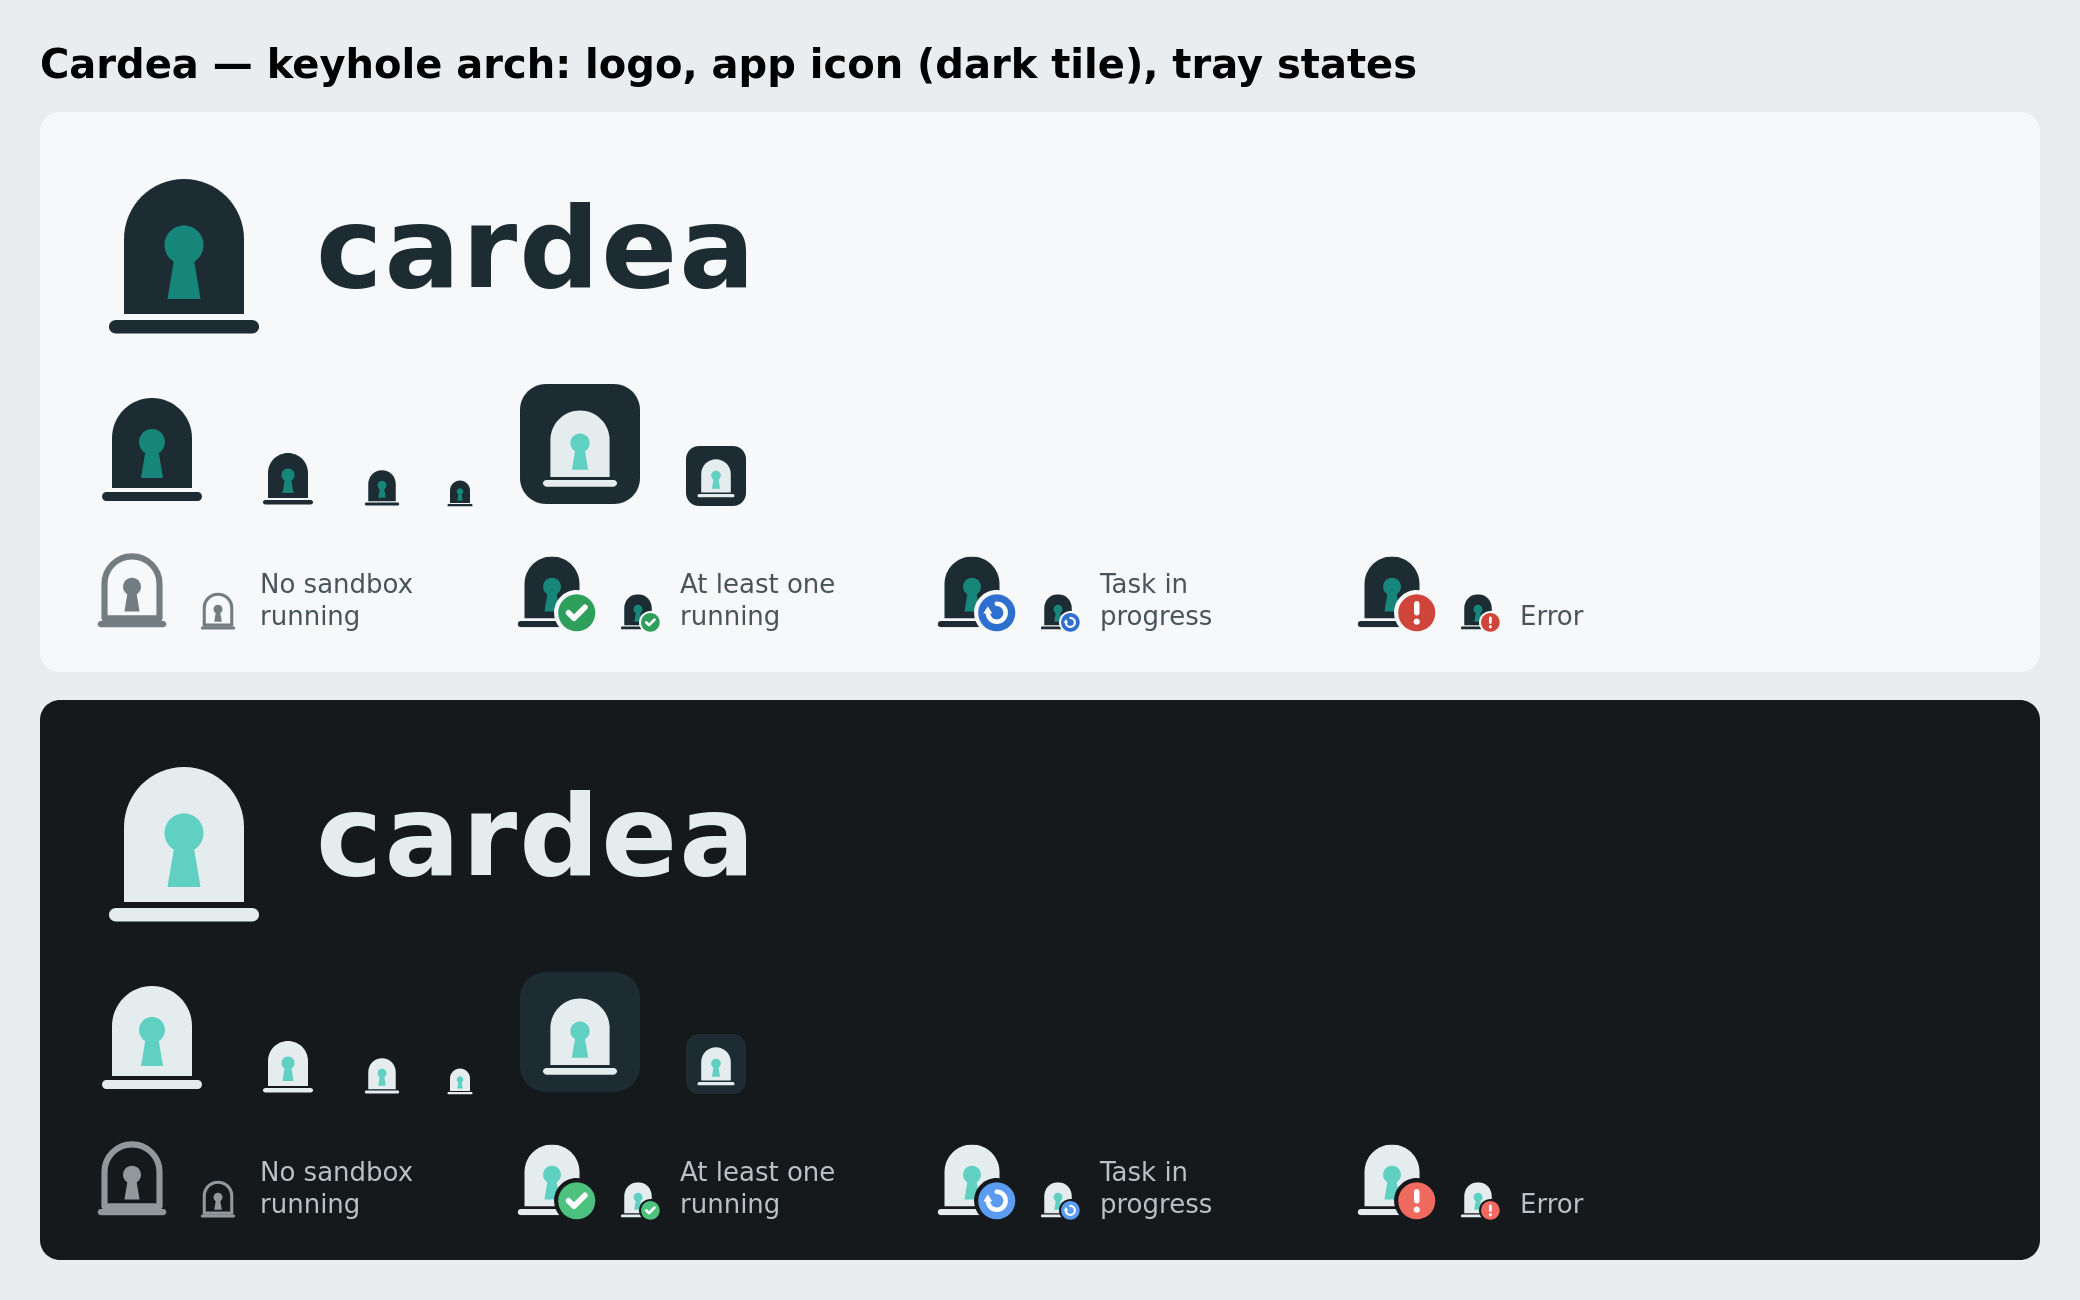 Cardea — keyhole arch: logo, app icon (dark tile), tray states
cardea
No sandbox
running
At least one
running
Task in
progress
Error
cardea
No sandbox
running
At least one
running
Task in
progress
Error